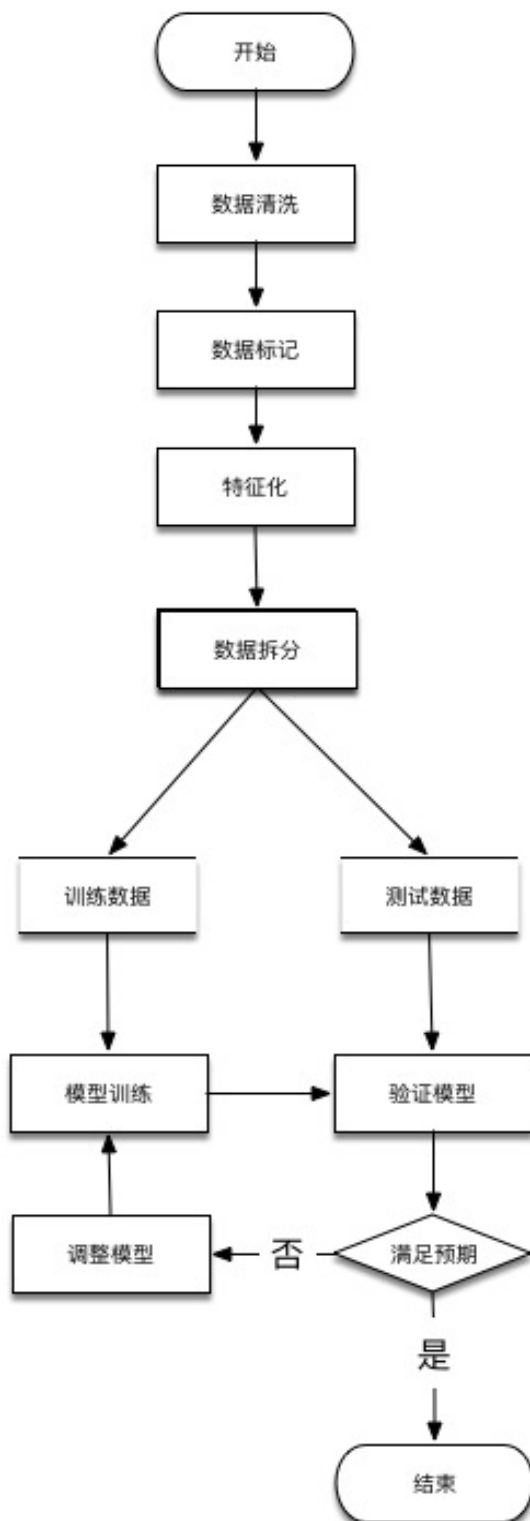 开始
数据清洗
数据标记
特征化
数据拆分
训练数据
测试数据
模型训练
验证模型
调整模型
否
满足预期
是
结束